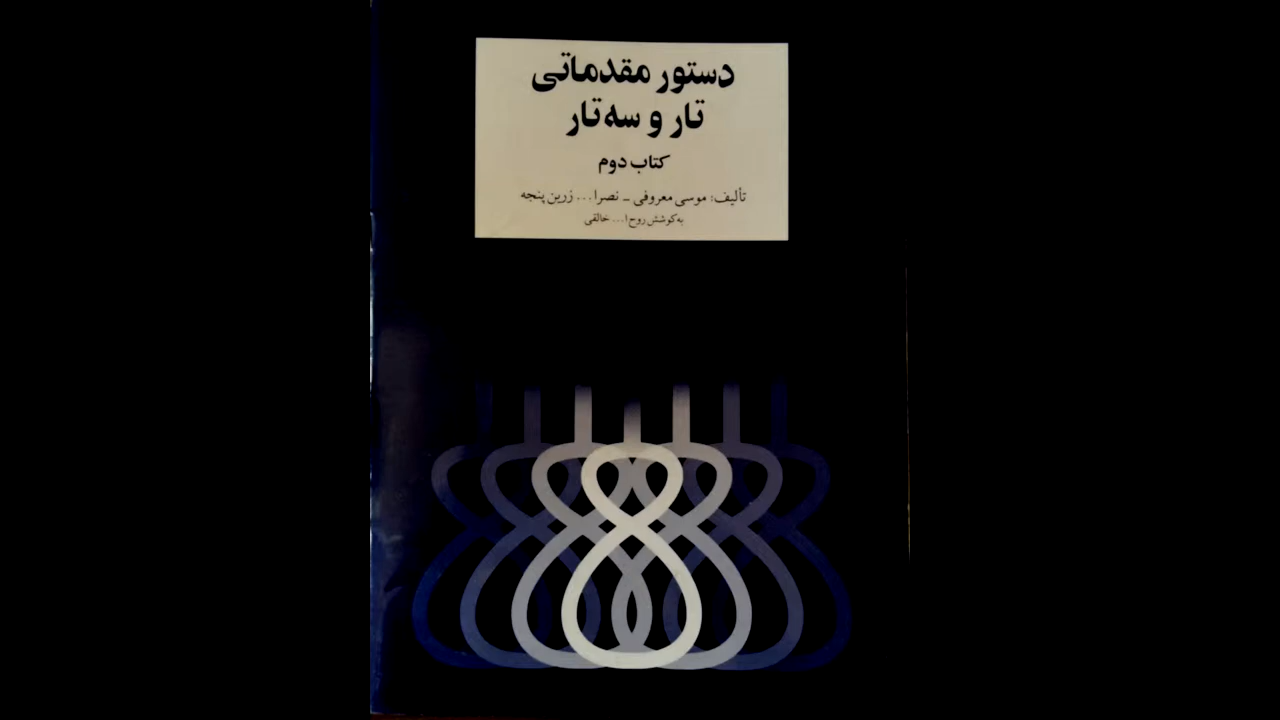 دستور مقدماتی
تار و سه‌تار
کتاب دوم
تألیف: موسی معروفی - نصرا... زرین پنجه
به‌کوشش روح ا... خالقی